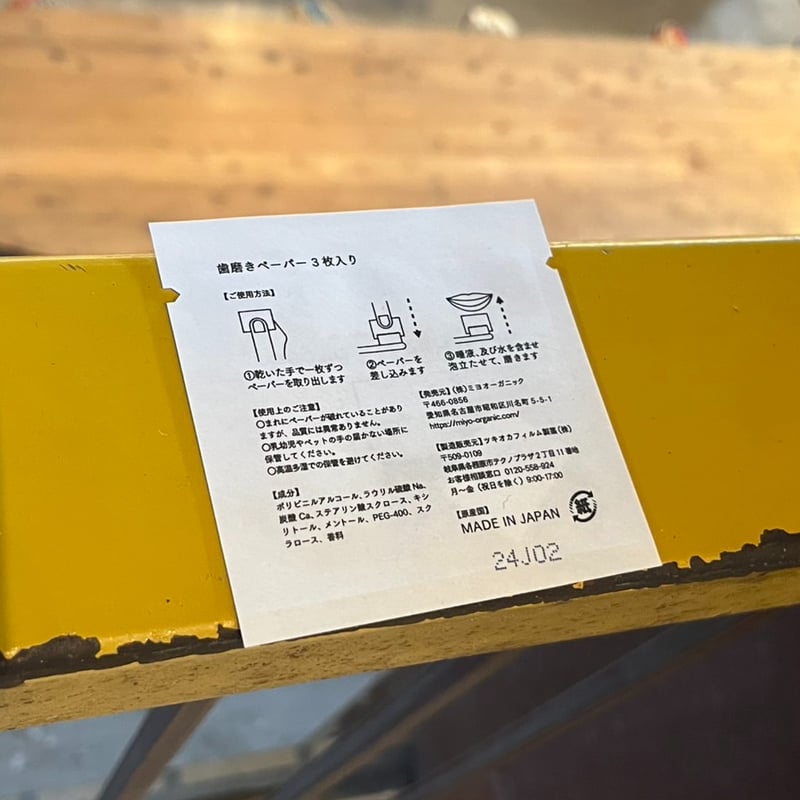 歯磨きペーパー３枚入り
【ご使用方法】
①乾いた手で一枚ずつ
ペーパーを取り出します
②ペーパーを
差し込みます
③唾液、及び水を含ませ
泡立たせて、磨きます
【使用上のご注意】
○まれにペーパーが破れていることがあり
ますが、品質には異常ありません。
○乳幼児やペットの手の届かない場所に
保管してください。
○高温多湿での保管を避けてください。
【成分】
ポリビニルアルコール、ラウリル硫酸Na、
炭酸Ca、ステアリン酸スクロース、キシ
リトール、メントール、PEG-400、スク
ラロース、香料
【発売元】（株）ミヨオーガニック
〒466-0856
愛知県名古屋市昭和区川名町 5-5-1
https://miyo-organic.com/
【製造販売元】ツキオカフィルム製薬（株）
〒509-0109
岐阜県各務原市テクノプラザ2丁目11番地
お客様相談窓口 0120-558-924
月〜金（祝日を除く）9:00-17:00
【原産国】
MADE IN JAPAN
紙
24J02